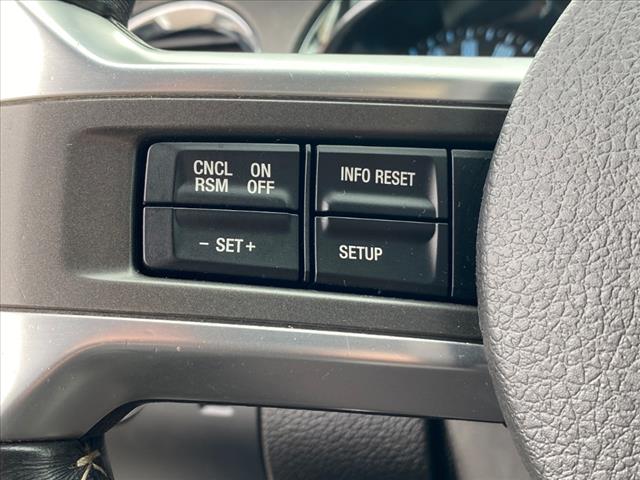 CNCL ON
RSM OFF
INFO RESET
- SET +
SETUP